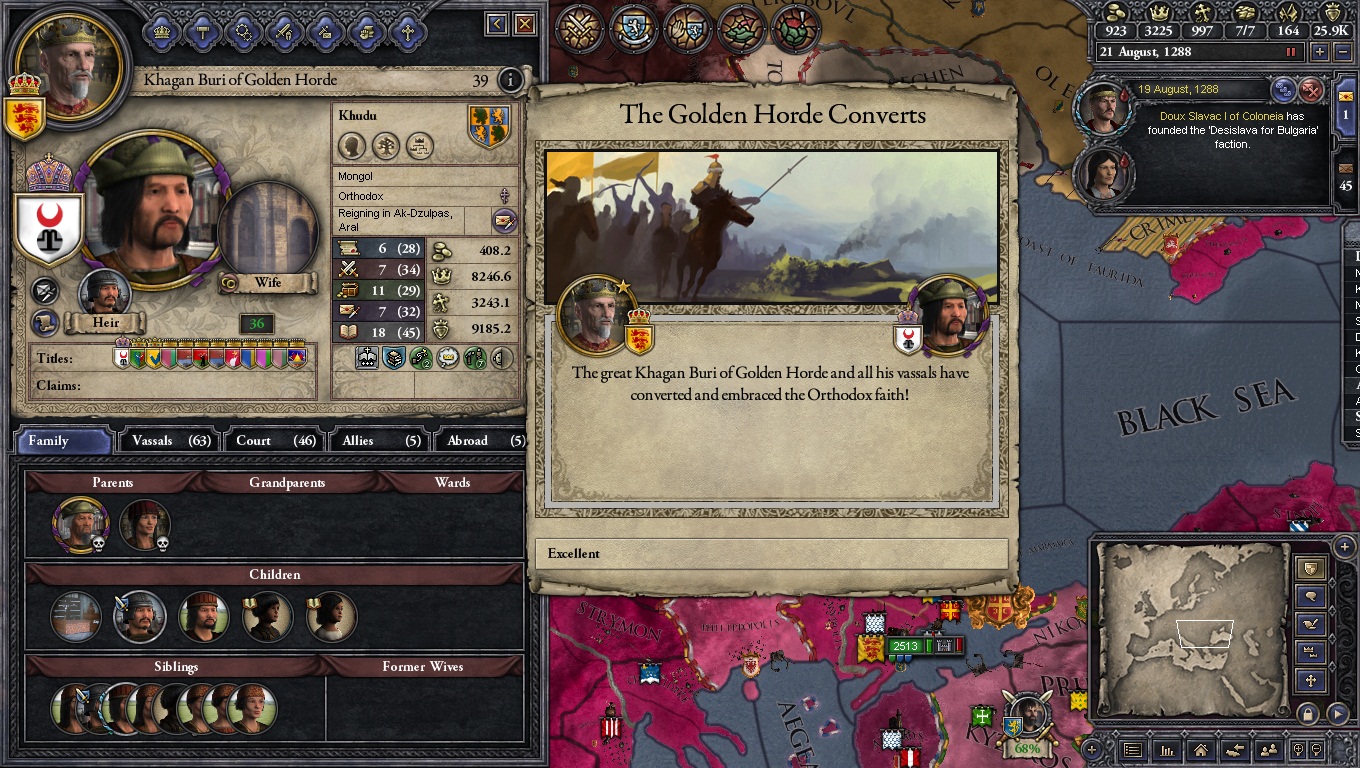 Khagan Buri of Golden Horde 39
Khudu
Mongol
Orthodox
Reigning in Ak-Dzulpas,
Aral
6 (28) 408.2
7 (34) 8246.6
11 (29) 3243.1
7 (32) 9185.2
18 (45)
Wife
Heir
36
2
7
Titles:
Claims:
Family
Vassals (63)
Court (46)
Allies (5)
Abroad (5)
Parents
Grandparents
Wards
Children
Siblings
Former Wives
The Golden Horde Converts
The great Khagan Buri of Golden Horde and all his vassals have
converted and embraced the Orthodox faith!
Excellent
923 3225 997 7/7 164 25.9K
21 August, 1288
19 August, 1288
Doux Slavac I of Coloneia has
founded the 'Desislava for Bulgaria'
faction.
1
45
BLACK SEA
STRYMON
2513
68%